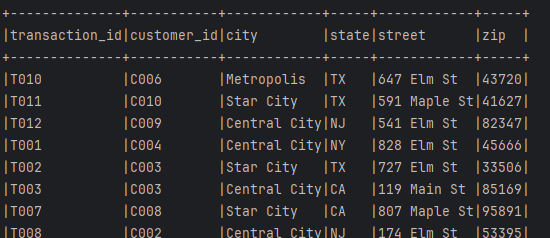 +--------------+-----------+------------+-----+------------+-----+
|transaction_id|customer_id|city        |state|street      |zip  |
+--------------+-----------+------------+-----+------------+-----+
|T010          |C006       |Metropolis  |TX   |647 Elm St  |43720|
|T011          |C010       |Star City   |TX   |591 Maple St|41627|
|T012          |C009       |Central City|NJ   |541 Elm St  |82347|
|T001          |C004       |Central City|NY   |828 Elm St  |45666|
|T002          |C003       |Star City   |TX   |727 Elm St  |33506|
|T003          |C003       |Central City|CA   |119 Main St |85169|
|T007          |C008       |Star City   |CA   |807 Maple St|95891|
|T008          |C002       |Central City|NJ   |174 Elm St  |53395|